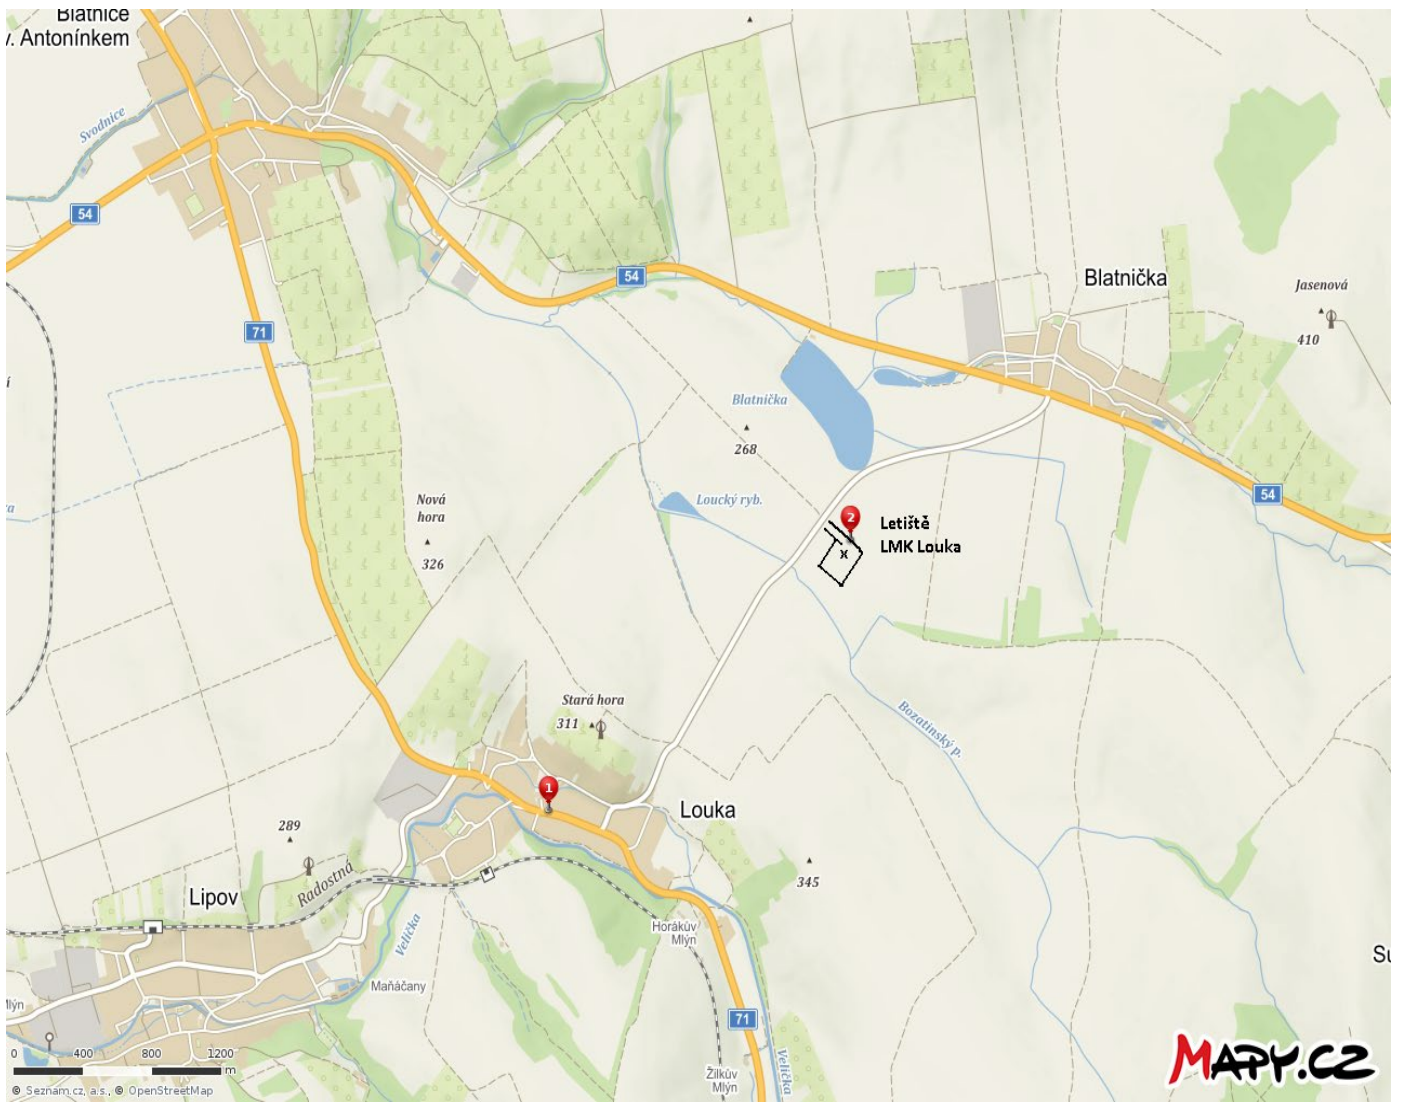 Blatnice
v. Antonínkem
Svodnice
54
54
Blatnička
Jasenová
410
71
Blatnička
268
Nová
hora
326
Loucký ryb.
54
2
Letiště
LMK Louka
x
Stará hora
311
Bozatinský p.
1
Louka
289
345
Radostná
Lipov
Horákův
Mlýn
Velička
Maňáčany
Mlýn
71
Velička
Žilkův
Mlýn
0 400 800 1200
m
© Seznam.cz, a.s., © OpenStreetMap
MAPY.CZ